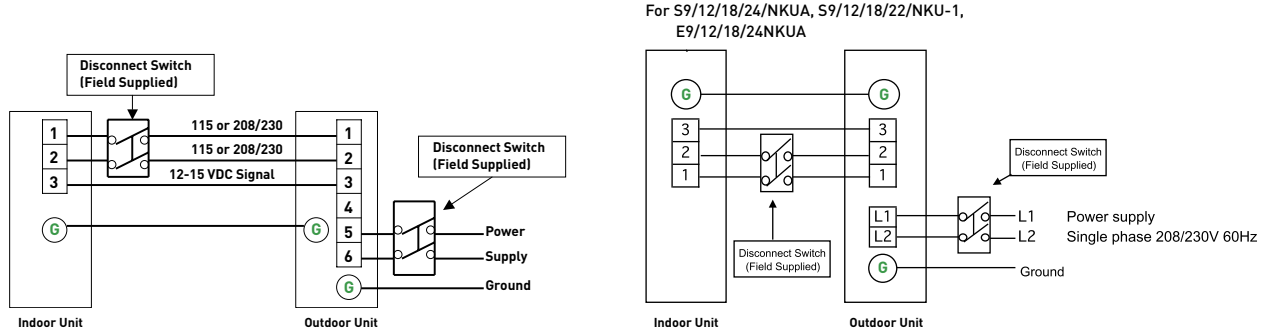 Disconnect Switch
(Field Supplied)
1
2
3
G
115 or 208/230
115 or 208/230
12-15 VDC Signal
1
2
3
4
5
6
G
G
Disconnect Switch
(Field Supplied)
Power
Supply
Ground
Indoor Unit
Outdoor Unit
For S9/12/18/24/NKUA, S9/12/18/22/NKU-1,
E9/12/18/24NKUA
G
G
3
2
1
3
2
1
Disconnect Switch
(Field Supplied)
Disconnect Switch
(Field Supplied)
L1
L2
L1
L2
Power supply
Single phase 208/230V 60Hz
G
Ground
Indoor Unit
Outdoor Unit